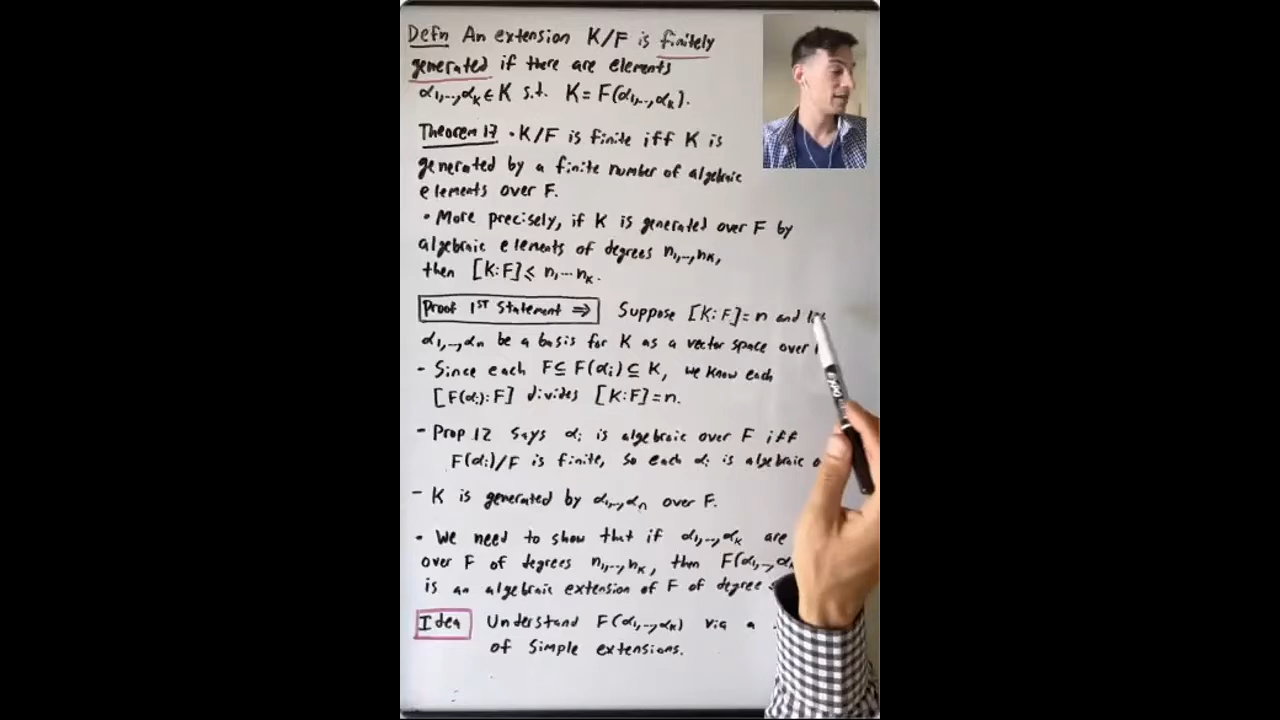 Defn An extension K/F is finitely
generated if there are elements
α₁,...,αₖ ∈ K s.t. K = F(α₁,...,αₖ).
Theorem 17 • K/F is finite iff K is
generated by a finite number of algebraic
elements over F.
• More precisely, if K is generated over F by
algebraic elements of degrees n₁,...,nₖ,
then [K:F] ≤ n₁...nₖ.
Proof 1ST Statement ⇒ Suppose [K:F] = n and
α₁,...,αₙ be a basis for K as a vector space over
- Since each F ⊆ F(αᵢ) ⊆ K, we know each
[F(αᵢ):F] divides [K:F] = n.
- Prop 12 says αᵢ is algebraic over F iff
F(αᵢ)/F is finite, so each αᵢ is algebraic
- K is generated by α₁,...,αₙ over F.
• We need to show that if α₁,...,αₖ are
over F of degrees n₁,...,nₖ, then F(α₁,...,α
is an algebraic extension of F of degree
Idea Understand F(α₁,...,αₖ) via a
of simple extensions.
EXPO